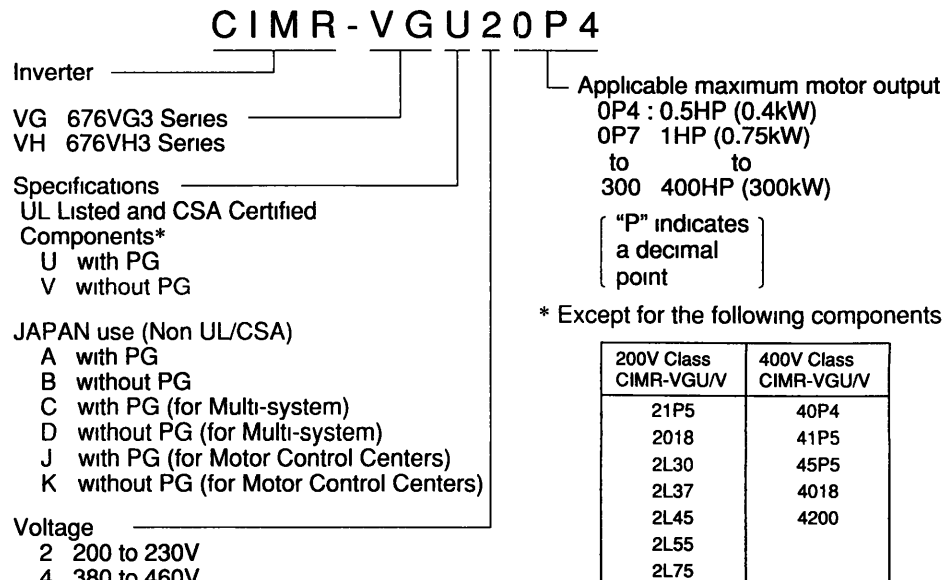 CIMR-VGU20P4
Inverter
VG 676VG3 Series
VH 676VH3 Series
Specifications
UL Listed and CSA Certified
Components*
U with PG
V without PG
JAPAN use (Non UL/CSA)
A with PG
B without PG
C with PG (for Multi-system)
D without PG (for Multi-system)
J with PG (for Motor Control Centers)
K without PG (for Motor Control Centers)
Voltage
2 200 to 230V
4 380 to 460V
Applicable maximum motor output
0P4 : 0.5HP (0.4kW)
0P7 1HP (0.75kW)
to to
300 400HP (300kW)
"P" indicates
a decimal
point
* Except for the following components
200V Class 400V Class
CIMR-VGU/V CIMR-VGU/V
21P5 40P4
2018 41P5
2L30 45P5
2L37 4018
2L45 4200
2L55
2L75